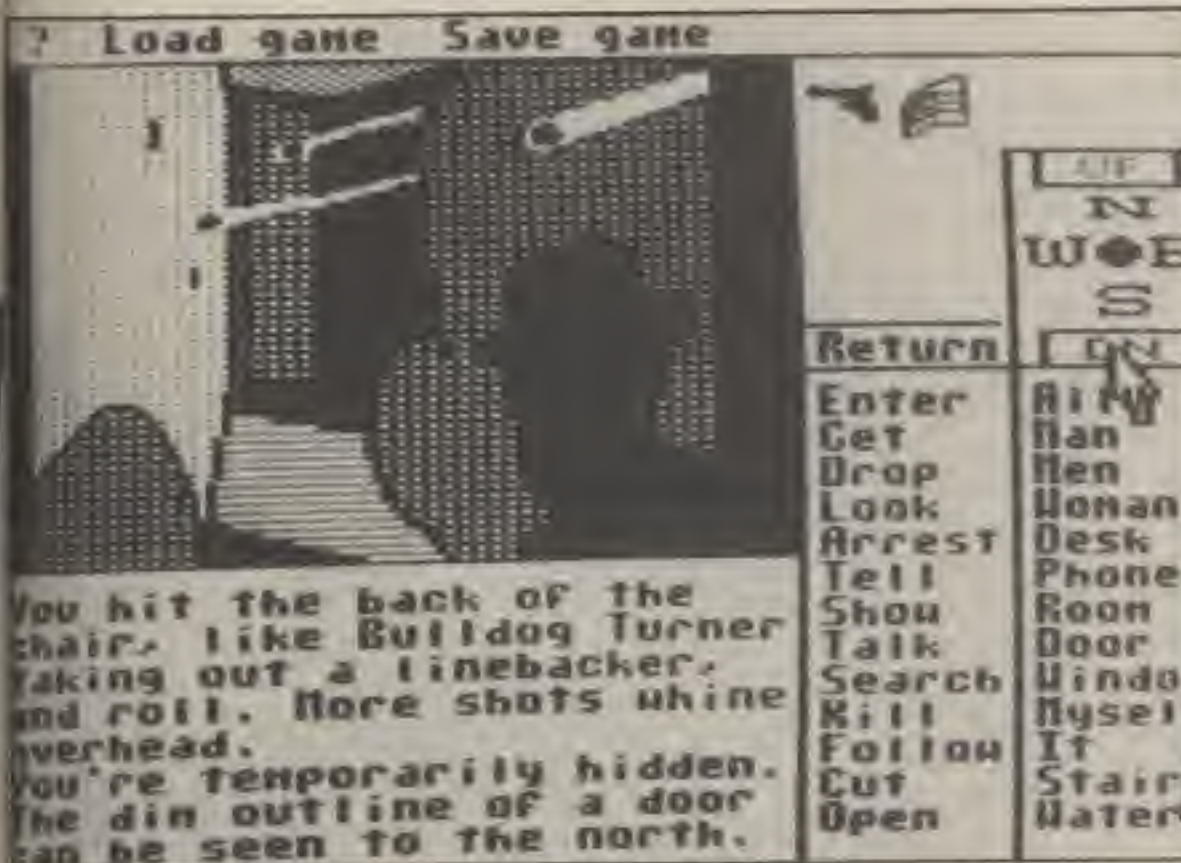 ? Load game Save game
UP
N
W E
S
DN
Return
Enter
Get
Drop
Look
Arrest
Tell
Show
Talk
Search
Kill
Follow
Cut
Open
Man
Men
Woman
Desk
Phone
Room
Door
Windo
Mysel
It
Stair
Water
You hit the back of the
chair, like Bulldog Turner
taking out a linebacker,
and roll. More shots whine
overhead.
You're temporarily hidden.
The dim outline of a door
can be seen to the north.